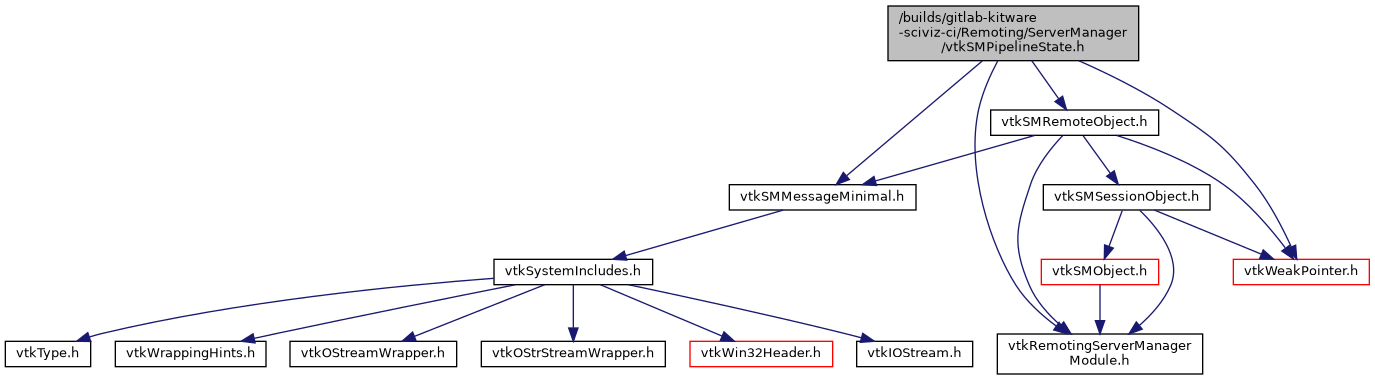 /builds/gitlab-kitware
-sciviz-ci/Remoting/ServerManager
/vtkSMPipelineState.h
vtkSMRemoteObject.h
vtkSMMessageMinimal.h
vtkSMSessionObject.h
vtkSystemIncludes.h
vtkSMObject.h
vtkWeakPointer.h
vtkType.h
vtkWrappingHints.h
vtkOStreamWrapper.h
vtkOStrStreamWrapper.h
vtkWin32Header.h
vtkIOStream.h
vtkRemotingServerManager
Module.h